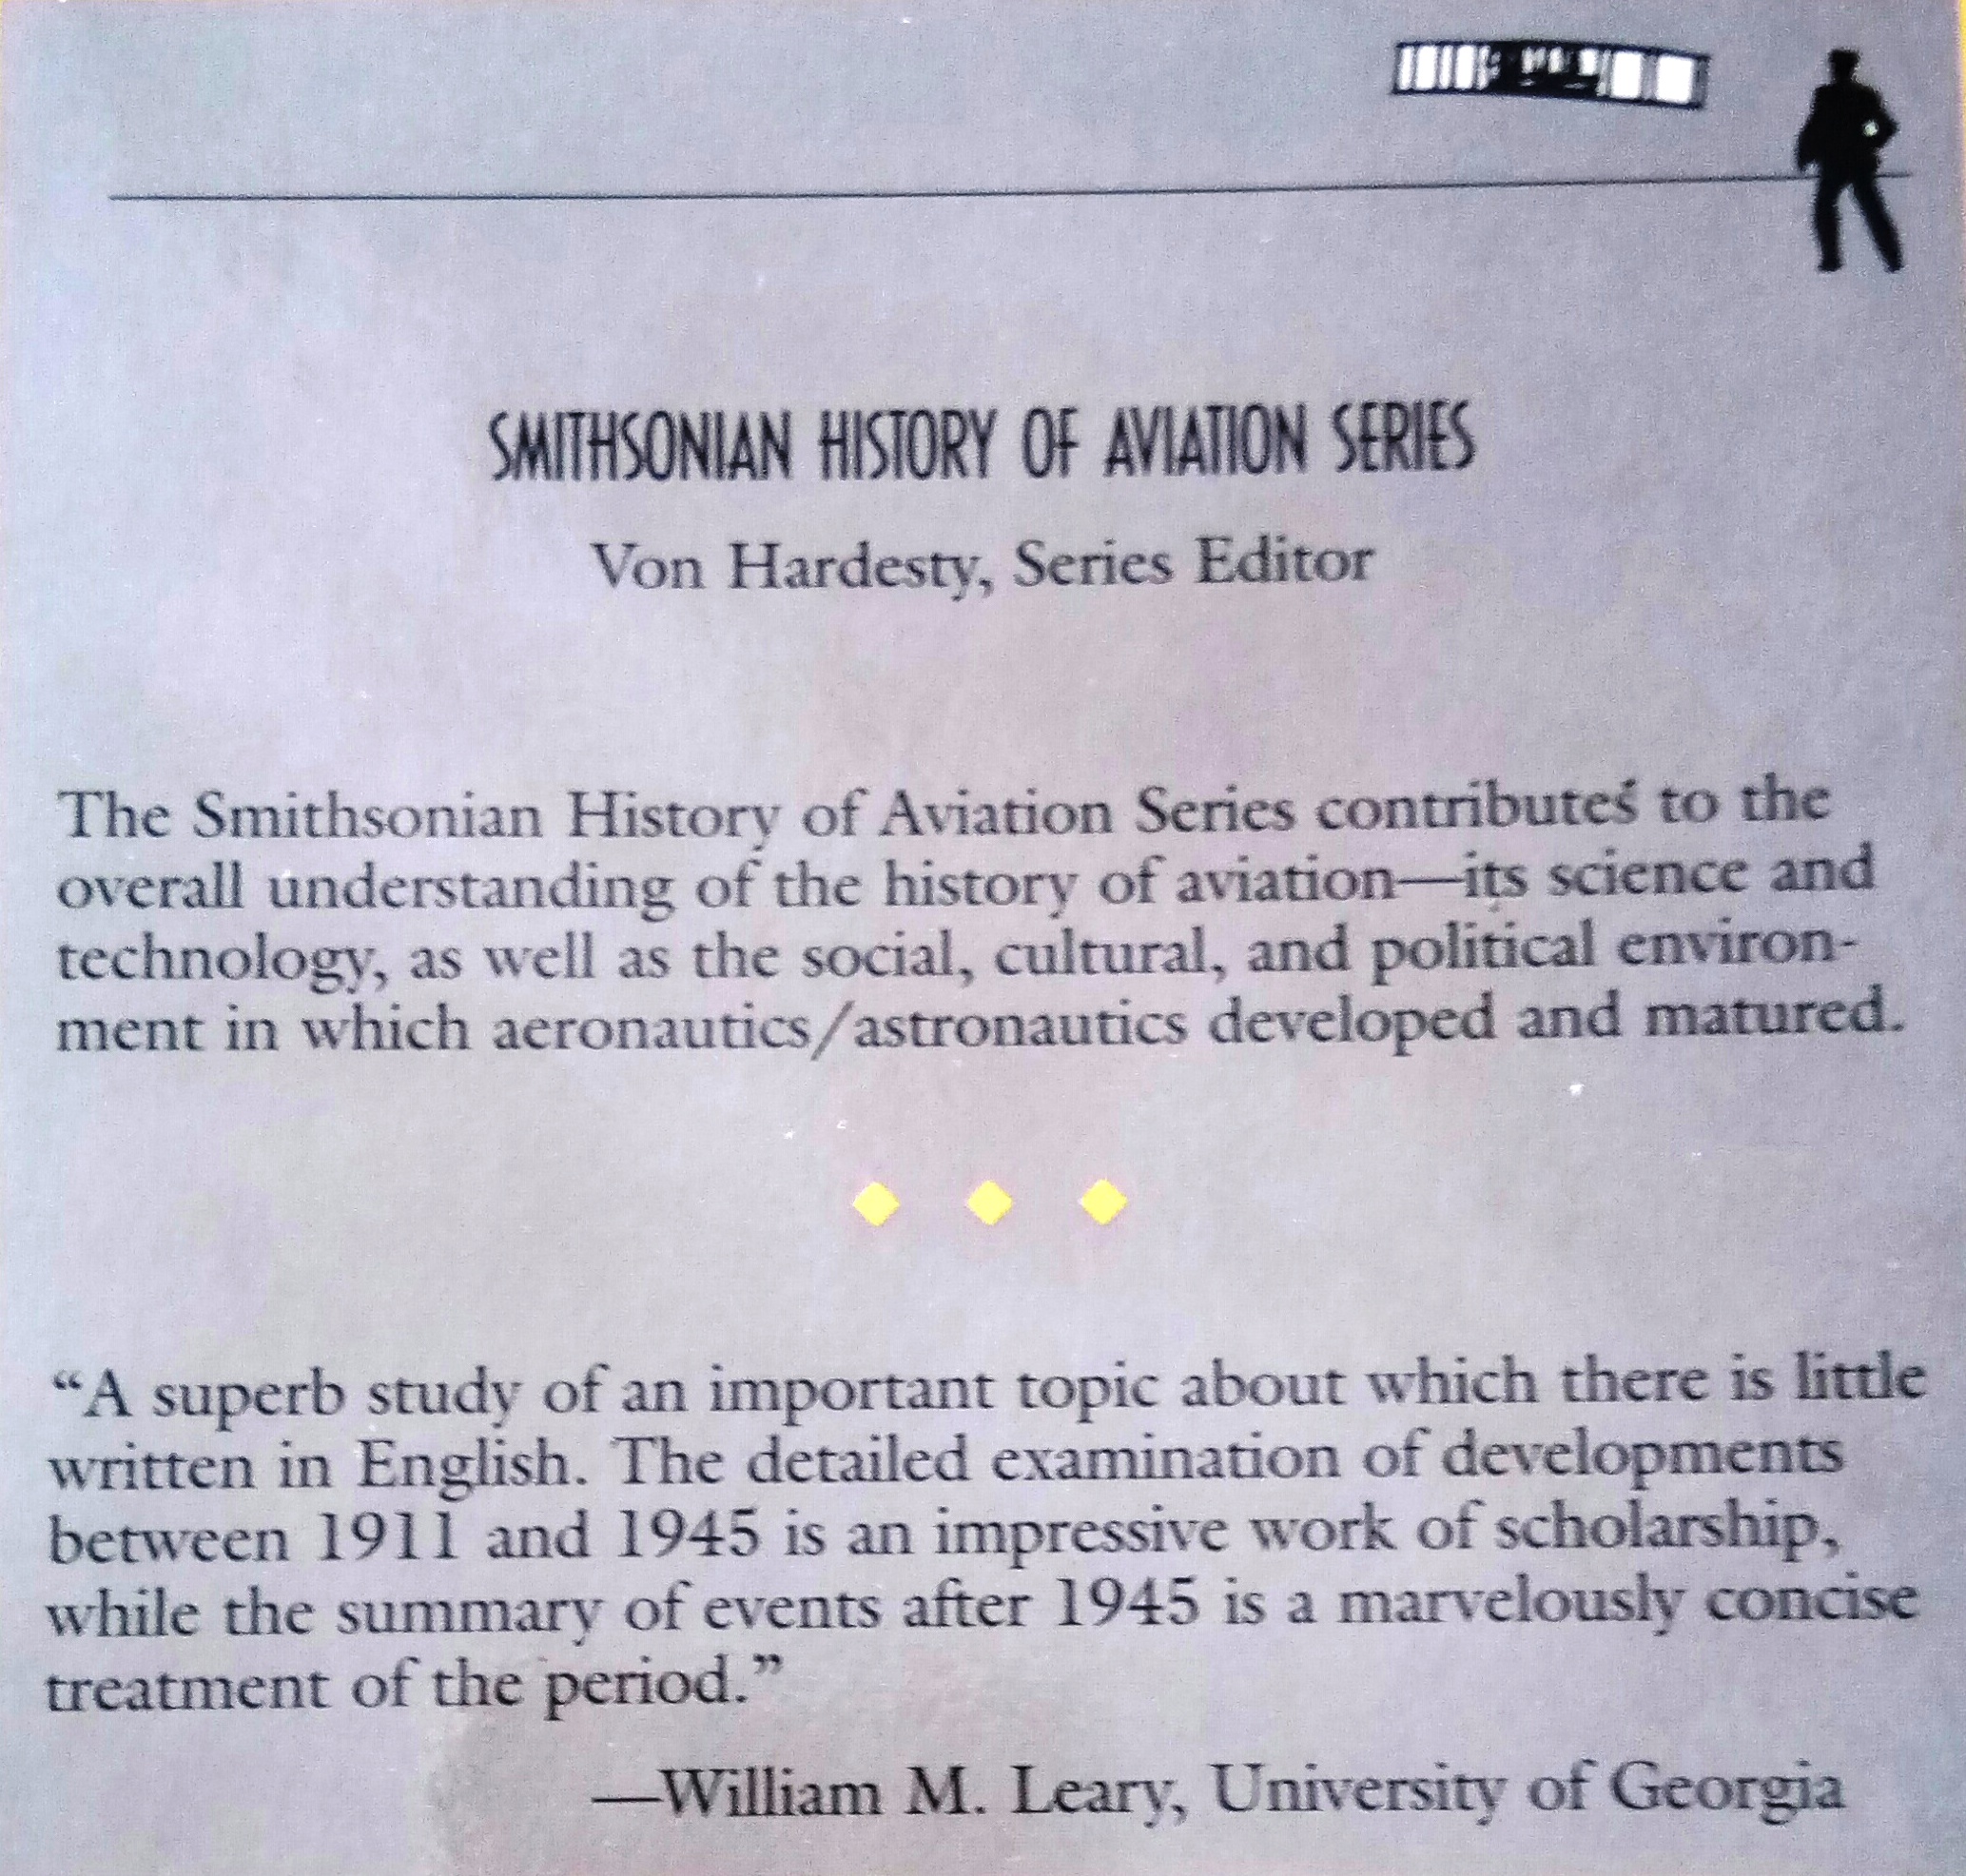 SMITHSONIAN HISTORY OF AVIATION SERIES
Von Hardesty, Series Editor
The Smithsonian History of Aviation Series contributes to the
overall understanding of the history of aviation—its science and
technology, as well as the social, cultural, and political environ-
ment in which aeronautics/astronautics developed and matured.
“A superb study of an important topic about which there is little
written in English. The detailed examination of developments
between 1911 and 1945 is an impressive work of scholarship,
while the summary of events after 1945 is a marvelously concise
treatment of the period.”
—William M. Leary, University of Georgia